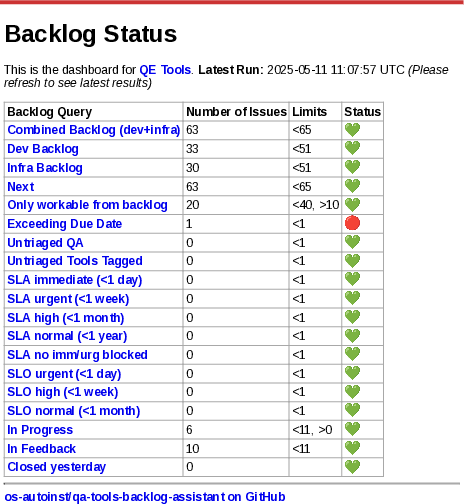 Backlog Status
This is the dashboard for QE Tools. Latest Run: 2025-05-11 11:07:57 UTC (Please
refresh to see latest results)
Backlog Query Number of Issues Limits Status
Combined Backlog (dev+infra) 63 <65 💚
Dev Backlog 33 <51 💚
Infra Backlog 30 <51 💚
Next 63 <65 💚
Only workable from backlog 20 <40, >10 💚
Exceeding Due Date 1 <1 🔴
Untriaged QA 0 <1 💚
Untriaged Tools Tagged 0 <1 💚
SLA immediate (<1 day) 0 <1 💚
SLA urgent (<1 week) 0 <1 💚
SLA high (<1 month) 0 <1 💚
SLA normal (<1 year) 0 <1 💚
SLA no imm/urg blocked 0 <1 💚
SLO urgent (<1 day) 0 <1 💚
SLO high (<1 week) 0 <1 💚
SLO normal (<1 month) 0 <1 💚
In Progress 6 <11, >0 💚
In Feedback 10 <11 💚
Closed yesterday 0 💚
os-autoinst/qa-tools-backlog-assistant on GitHub